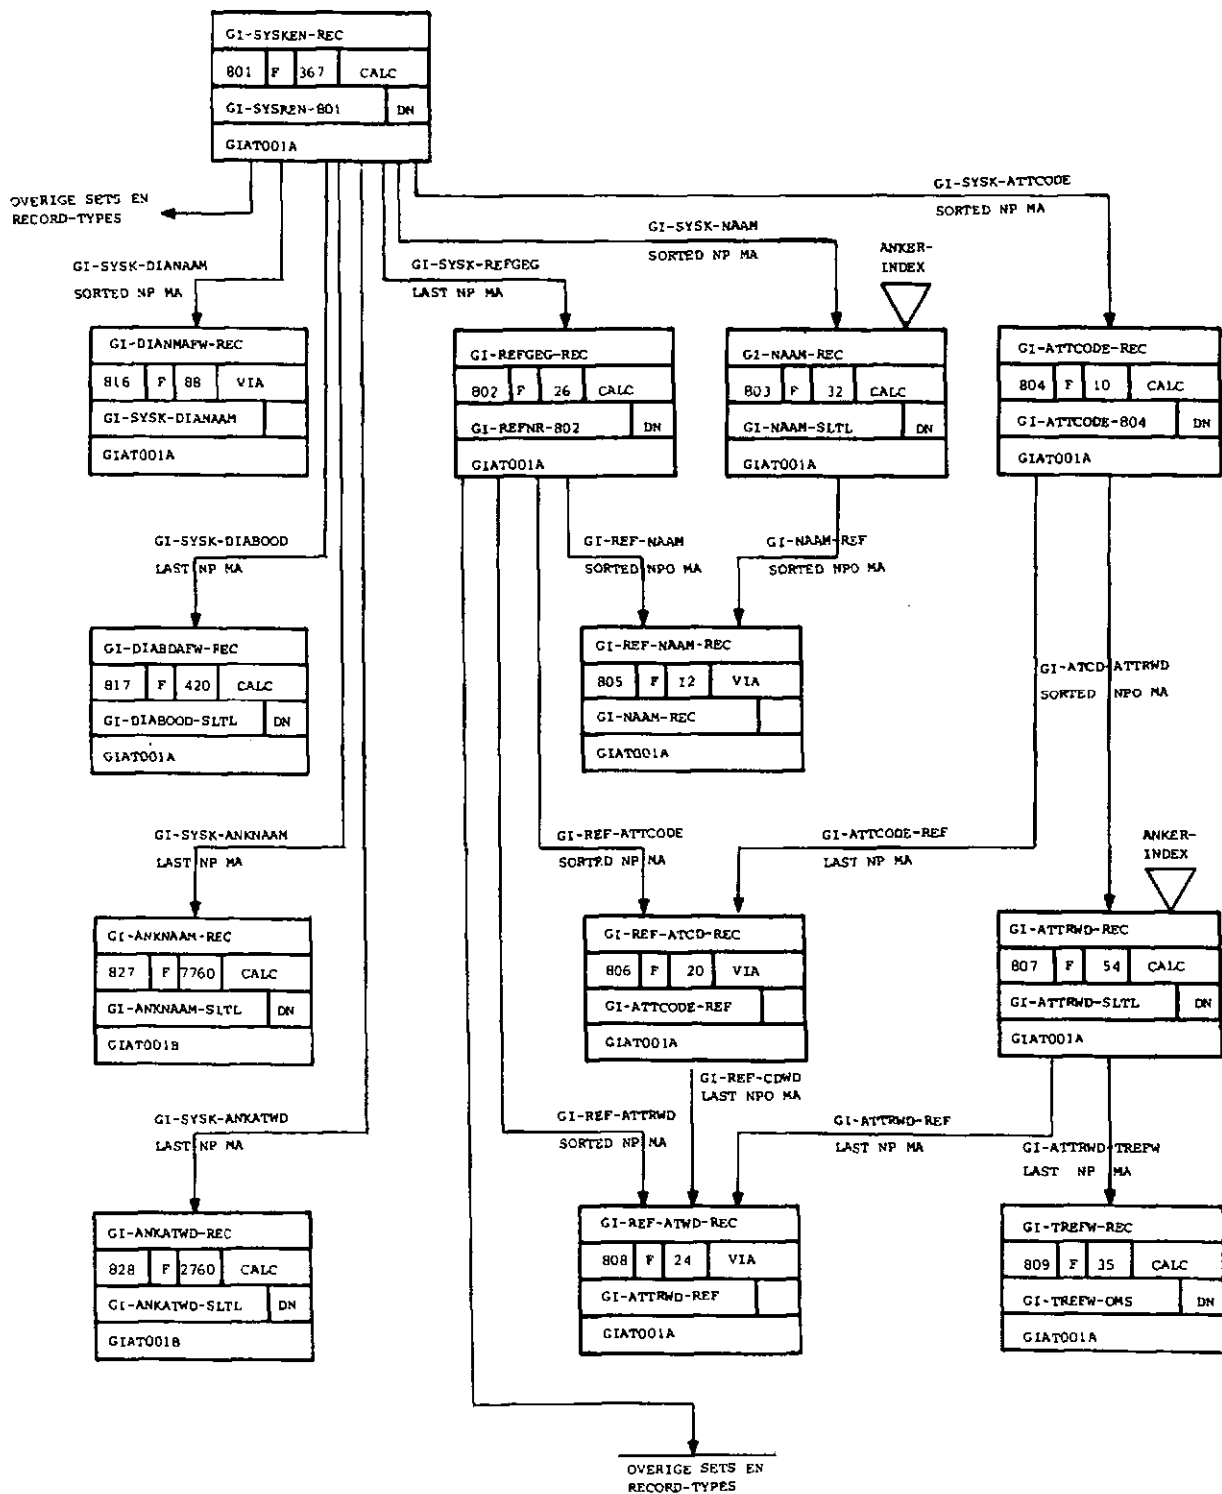 GI-SYSKEN-REC
801 F 367 CALC
GI-SYSREN-801 DN
GIAT001A
OVERIGE SETS EN
RECORD-TYPES
GI-SYSK-DIANAAM
SORTED NP MA
GI-SYSK-REFGEG
LAST NP MA
GI-SYSK-NAAM
SORTED NP MA
ANKER-
INDEX
GI-SYSK-ATTCODE
SORTED NP MA
GI-DIANMAFW-REC
816 F 88 VIA
GI-SYSK-DIANAAM
GIAT001A
GI-REFGEG-REC
802 F 26 CALC
GI-REFNR-802 DN
GIAT001A
GI-NAAM-REC
803 F 32 CALC
GI-NAAM-SLTL DN
GIAT001A
GI-ATTCODE-REC
804 F 10 CALC
GI-ATTCODE-804 DN
GIAT001A
GI-SYSK-DIABOOD
LAST NP MA
GI-REF-NAAM
SORTED NPO MA
GI-NAAM-REF
SORTED NPO MA
GI-DIABDAFW-REC
817 F 420 CALC
GI-DIABOOD-SLTL DN
GIAT001A
GI-REF-NAAM-REC
805 F 12 VIA
GI-NAAM-REC
GIAT001A
GI-ATCD-ATTRWD
SORTED NPO MA
GI-SYSK-ANKNAAM
LAST NP MA
GI-REF-ATTCODE
SORTED NP MA
GI-ATTCODE-REF
LAST NP MA
ANKER-
INDEX
GI-ANKNAAM-REC
827 F 7760 CALC
GI-ANKNAAM-SLTL DN
GIAT001B
GI-REF-ATCD-REC
806 F 20 VIA
GI-ATTCODE-REF
GIAT001A
GI-ATTRWD-REC
807 F 54 CALC
GI-ATTRWD-SLTL DN
GIAT001A
GI-SYSK-ANKATWD
LAST NP MA
GI-REF-CDWD
LAST NPO MA
GI-REF-ATTRWD
SORTED NP MA
GI-ATTRWD-REF
LAST NP MA
GI-ATTRWD-TREFW
LAST NP MA
GI-ANKATWD-REC
828 F 2760 CALC
GI-ANKATWD-SLTL DN
GIAT001B
GI-REF-ATWD-REC
808 F 24 VIA
GI-ATTRWD-REF
GIAT001A
GI-TREFW-REC
809 F 35 CALC
GI-TREFW-OMS DN
GIAT001A
OVERIGE SETS EN
RECORD-TYPES